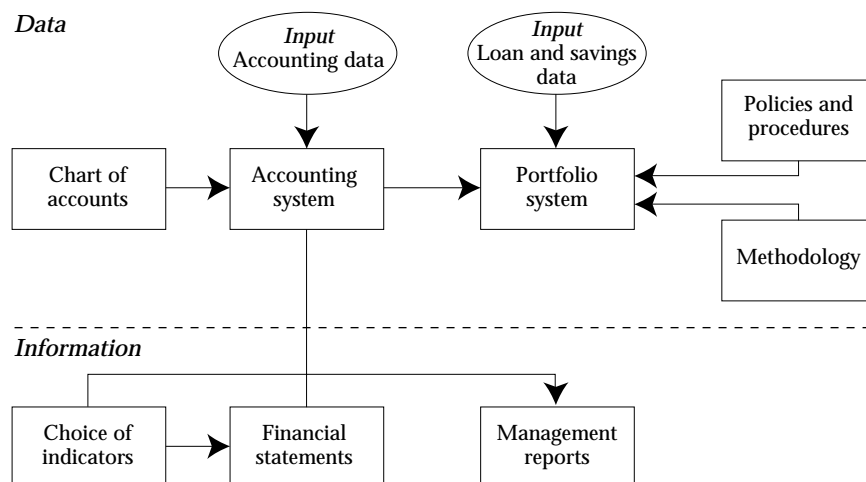 Data
Input
Accounting data
Input
Loan and savings
data
Policies and
procedures
Chart of
accounts
Accounting
system
Portfolio
system
Methodology
Information
Choice of
indicators
Financial
statements
Management
reports